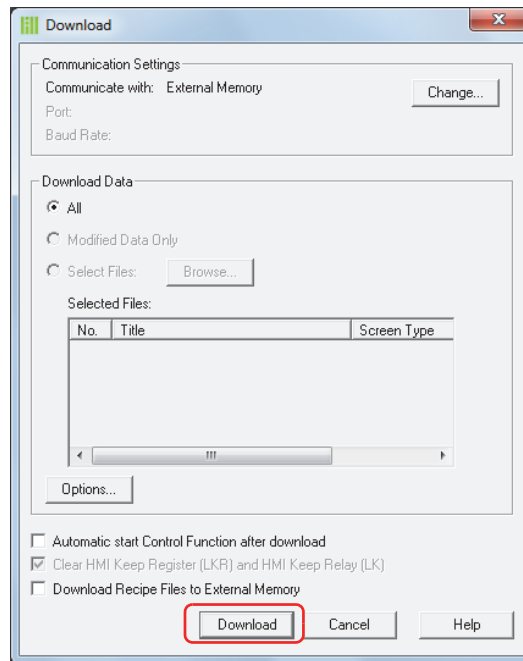 Download
Communication Settings
Communicate with: External Memory
Change...
Port:
Baud Rate:
Download Data
All
Modified Data Only
Select Files: Browse...
Selected Files:
No. Title Screen Type
Options...
Automatic start Control Function after download
Clear HMI Keep Register (LKR) and HMI Keep Relay (LK)
Download Recipe Files to External Memory
Download Cancel Help